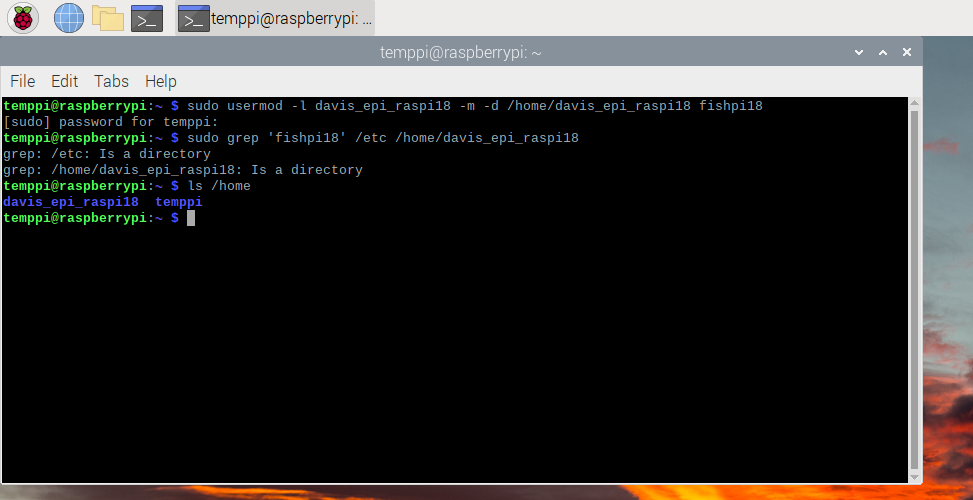 temppi@raspberrypi: ...
temppi@raspberrypi: ~
File Edit Tabs Help
temppi@raspberrypi:~ $ sudo usermod -l davis_epi_raspi18 -m -d /home/davis_epi_raspi18 fishpi18
[sudo] password for temppi:
temppi@raspberrypi:~ $ sudo grep 'fishpi18' /etc /home/davis_epi_raspi18
grep: /etc: Is a directory
grep: /home/davis_epi_raspi18: Is a directory
temppi@raspberrypi:~ $ ls /home
davis_epi_raspi18  temppi
temppi@raspberrypi:~ $